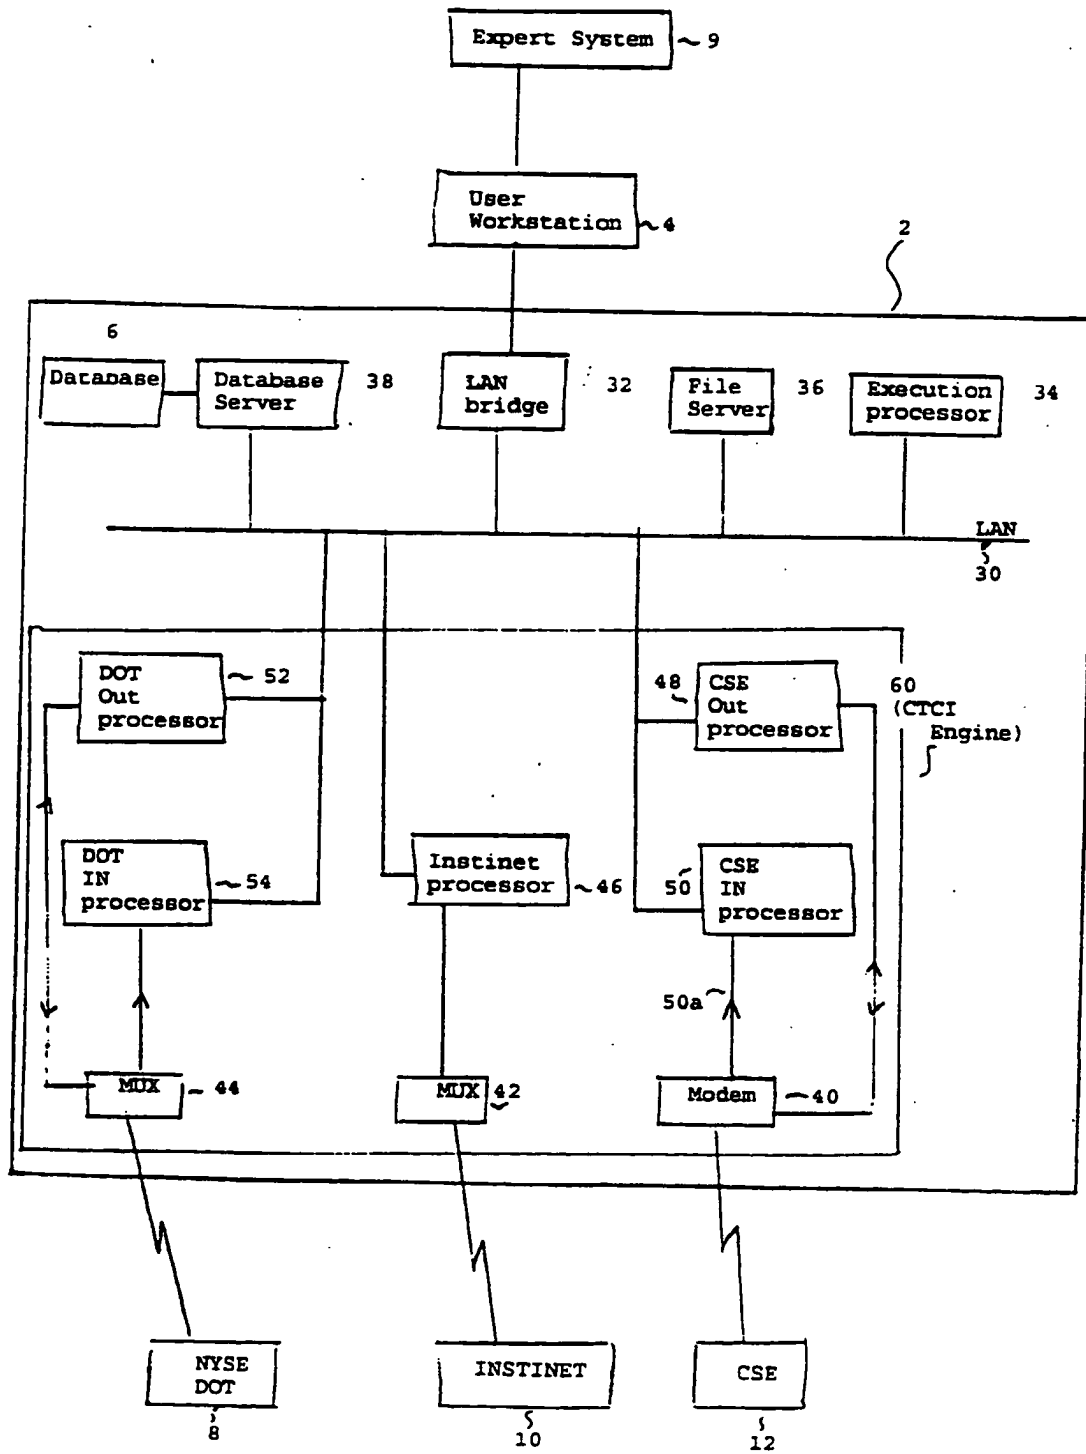 Expert System 9
User
Workstation 4
2
6
Database
Database
Server
38
LAN
bridge
32
File
Server
36
Execution
processor
34
LAN
30
DOT
Out
processor
52
48
CSE
Out
processor
60
(CTCI
Engine)
DOT
IN
processor
54
Instinet
processor
46
50
CSE
IN
processor
50a
MUX
44
MUX
42
Modem
40
NYSE
DOT
8
INSTINET
10
CSE
12